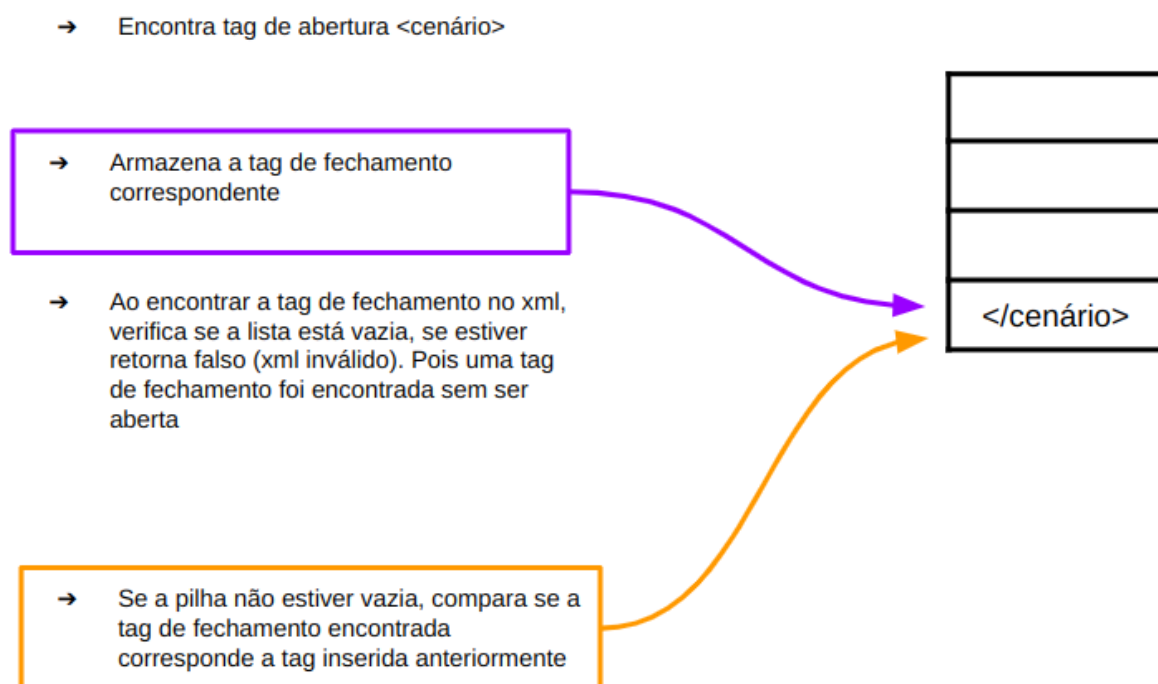 ➔ Encontra tag de abertura <cenário>
➔ Armazena a tag de fechamento
correspondente
➔ Ao encontrar a tag de fechamento no xml,
verifica se a lista está vazia, se estiver
retorna falso (xml inválido). Pois uma tag
de fechamento foi encontrada sem ser
aberta
</cenário>
➔ Se a pilha não estiver vazia, compara se a
tag de fechamento encontrada
corresponde a tag inserida anteriormente